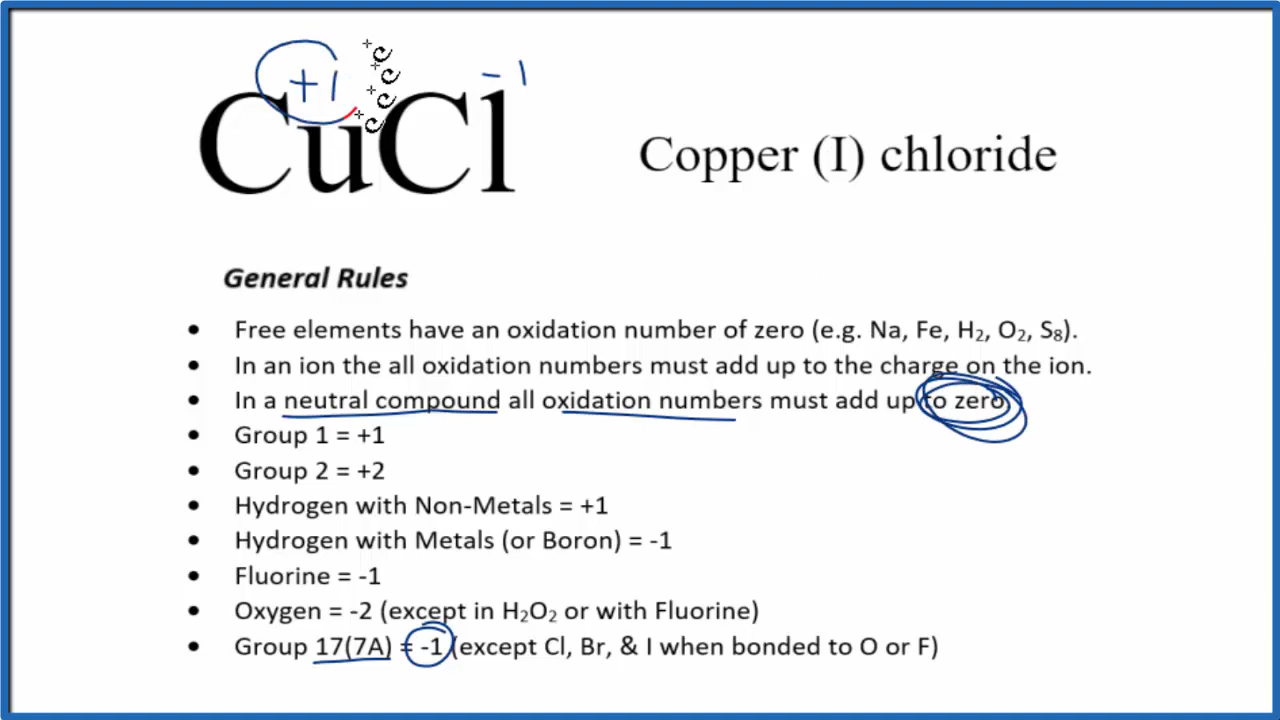 +1 -1
CuCl
Copper (I) chloride
General Rules
• Free elements have an oxidation number of zero (e.g. Na, Fe, H₂, O₂, S₈).
• In an ion the all oxidation numbers must add up to the charge on the ion.
• In a neutral compound all oxidation numbers must add up to zero
• Group 1 = +1
• Group 2 = +2
• Hydrogen with Non-Metals = +1
• Hydrogen with Metals (or Boron) = -1
• Fluorine = -1
• Oxygen = -2 (except in H₂O₂ or with Fluorine)
• Group 17(7A) = -1 (except Cl, Br, & I when bonded to O or F)